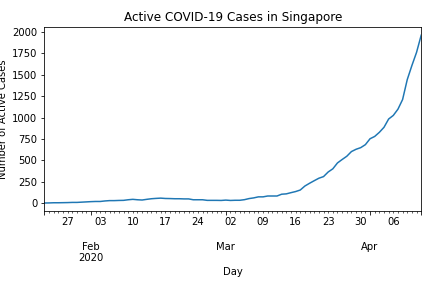 Active COVID-19 Cases in Singapore
Number of Active Cases
2000
1750
1500
1250
1000
750
500
250
0
27 03 10 17 24 02 09 16 23 30 06
Feb Mar Apr
2020
Day